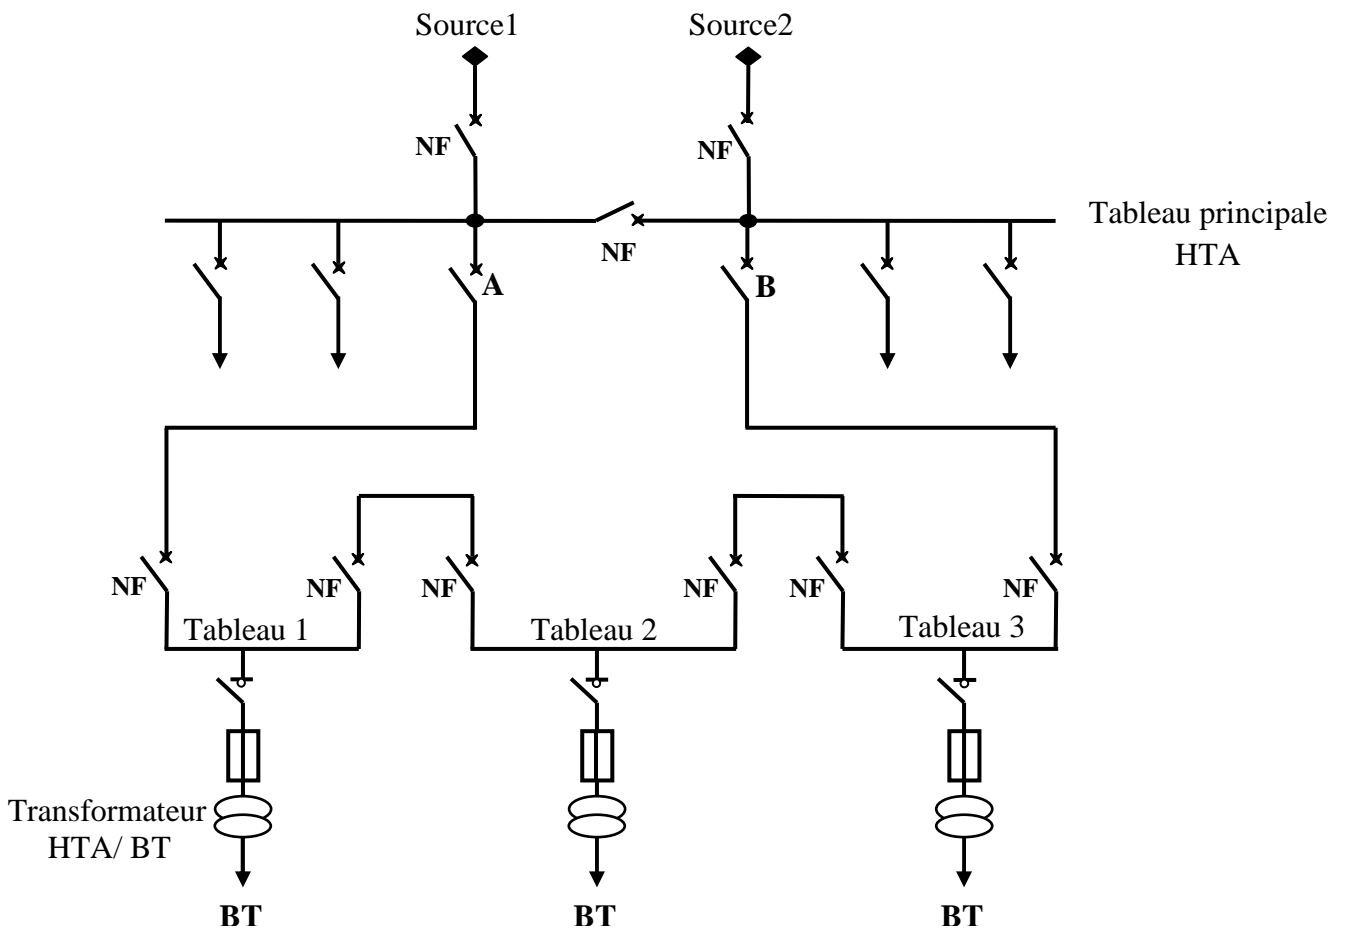 Source1
Source2
NF
NF
Tableau principale
HTA
NF
A
B
NF
NF
NF
NF
NF
NF
Tableau 1
Tableau 2
Tableau 3
Transformateur
HTA/ BT
BT
BT
BT